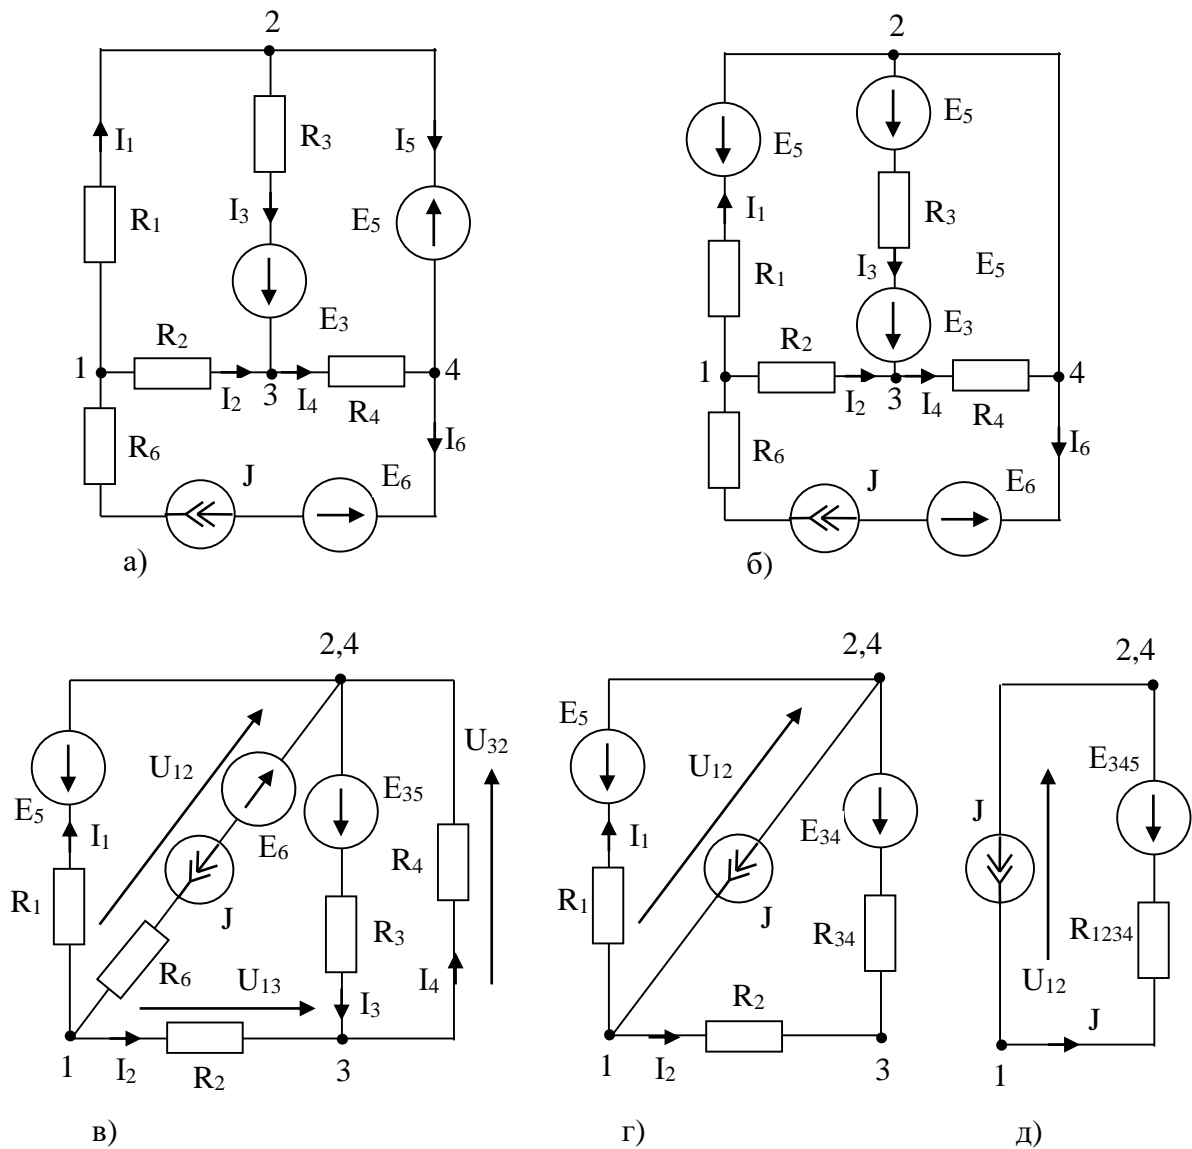 2
I1
R3
I5
I3
E5
R1
E3
R2
1
I2
3
I4
4
R4
R6
I6
J
E6
а)
2
E5
E5
I1
R3
I3
E5
R1
E3
R2
1
I2
3
I4
4
R4
R6
I6
J
E6
б)
2,4
U12
U32
E5
E35
I1
E6
R4
R1
J
R3
R6
U13
I4
I3
1
I2
R2
3
в)
2,4
E5
U12
I1
E34
R1
J
R34
R2
1
I2
3
г)
2,4
E345
J
R1234
U12
J
1
д)